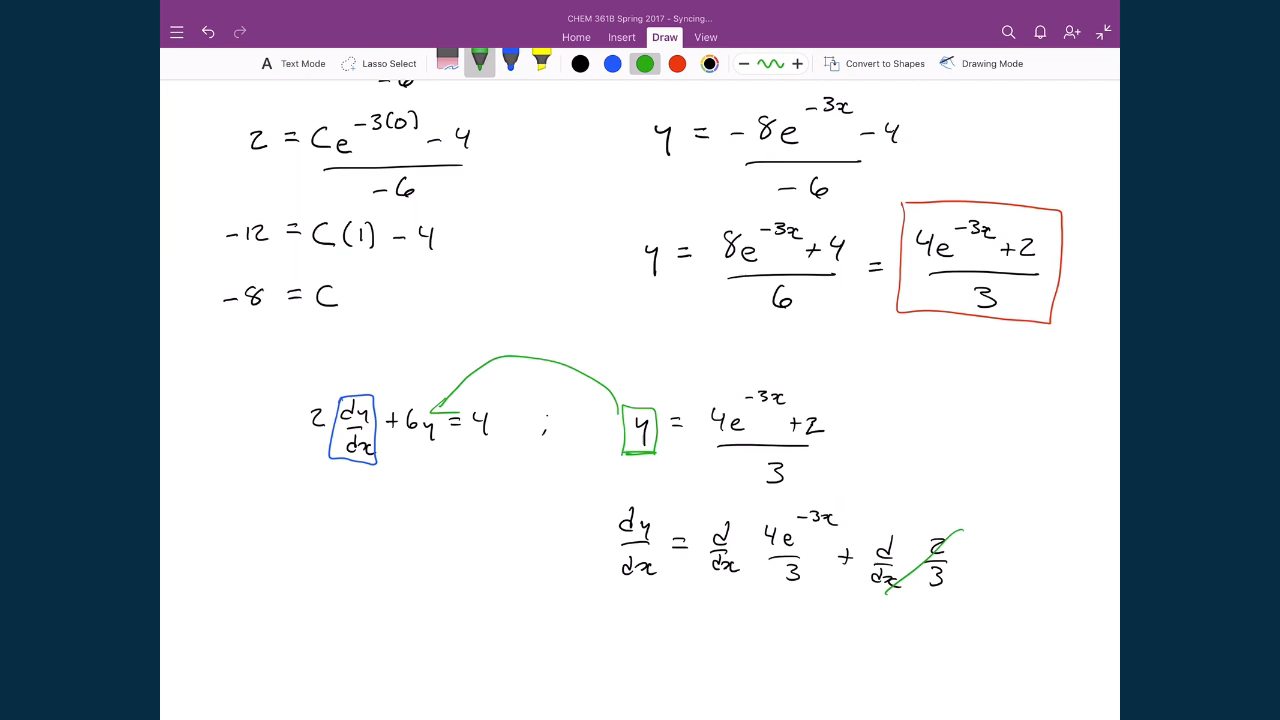 CHEM 361B Spring 2017 - Syncing...
Home Insert Draw View
A Text Mode Lasso Select Convert to Shapes Drawing Mode
-6
2 = Ce^{-3(0)} - 4 / -6
-12 = C(1) - 4
-8 = C
y = -8e^{-3x} - 4 / -6
y = 8e^{-3x} + 4 / 6 = 4e^{-3x} + 2 / 3
2 dy/dx + 6y = 4 ; y = 4e^{-3x} + 2 / 3
dy/dx = d/dx 4e^{-3x} / 3 + d/dx 2/3